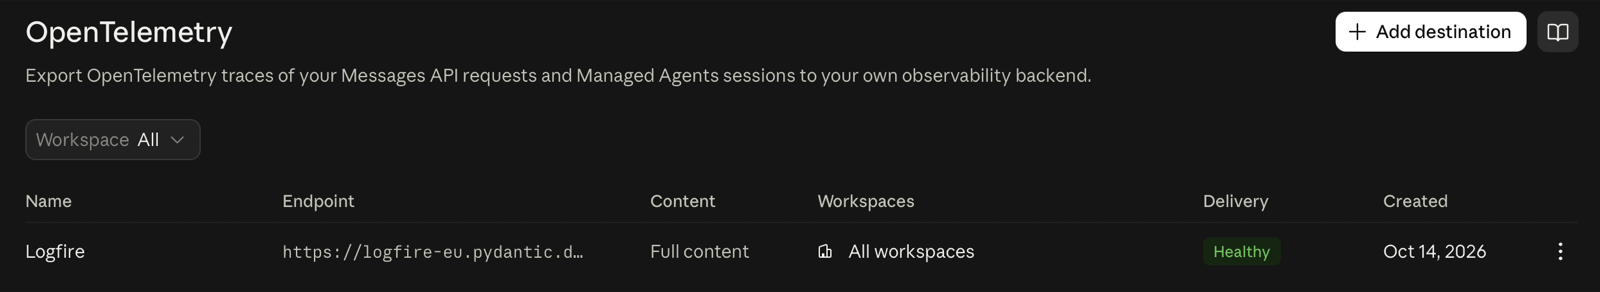 OpenTelemetry
Add destination
Export OpenTelemetry traces of your Messages API requests and Managed Agents sessions to your own observability backend.
Workspace All
Name Endpoint Content Workspaces Delivery Created
Logfire https://logfire-eu.pydantic.d… Full content All workspaces Healthy Oct 14, 2026